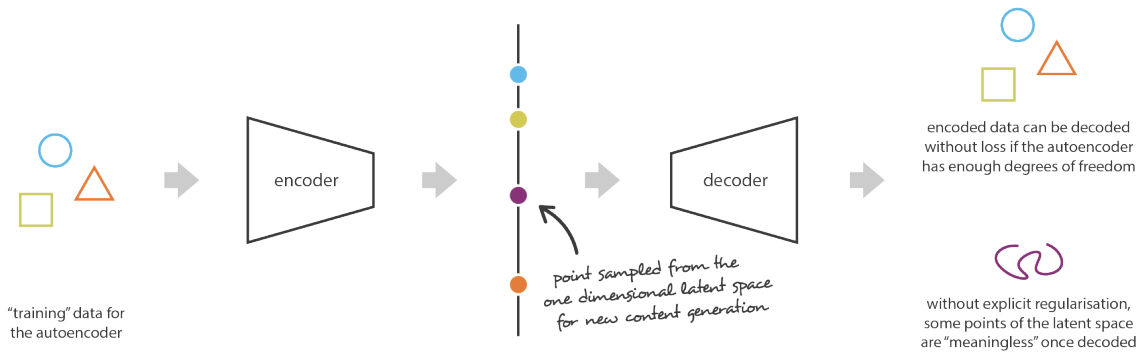 "training" data for
the autoencoder
encoder
point sampled from the
one dimensional latent space
for new content generation
decoder
encoded data can be decoded
without loss if the autoencoder
has enough degrees of freedom
without explicit regularisation,
some points of the latent space
are "meaningless" once decoded